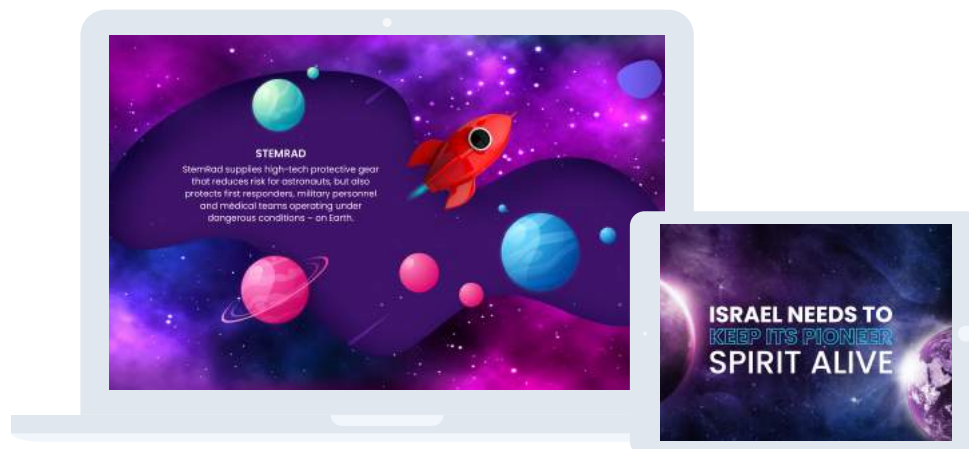 STEMRAD
StemRad supplies high-tech protective gear
that reduces risk for astronauts, but also
protects first responders, military personnel
and medical teams operating under
dangerous conditions – on Earth.
ISRAEL NEEDS TO
KEEP ITS PIONEER
SPIRIT ALIVE